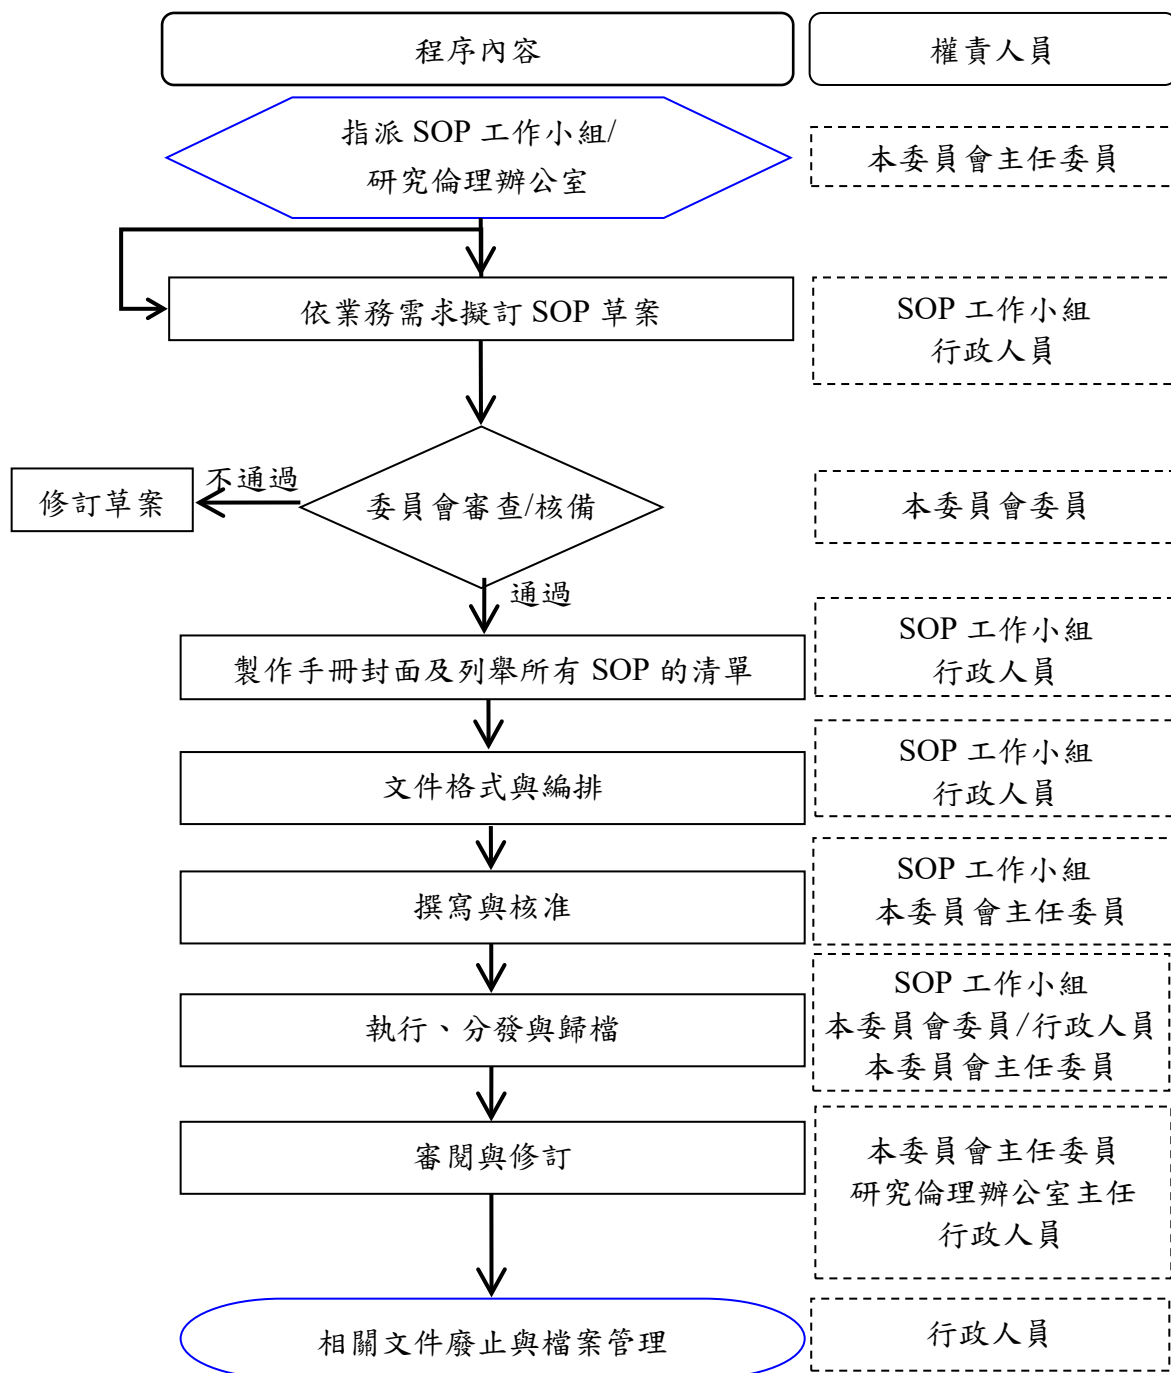 程序內容
權責人員
指派 SOP 工作小組/
研究倫理辦公室
本委員會主任委員
依業務需求擬訂 SOP 草案
SOP 工作小組
行政人員
修訂草案
不通過
委員會審查/核備
本委員會委員
通過
製作手冊封面及列舉所有 SOP 的清單
SOP 工作小組
行政人員
文件格式與編排
SOP 工作小組
行政人員
撰寫與核准
SOP 工作小組
本委員會主任委員
執行、分發與歸檔
SOP 工作小組
本委員會委員/行政人員
本委員會主任委員
審閱與修訂
本委員會主任委員
研究倫理辦公室主任
行政人員
相關文件廢止與檔案管理
行政人員